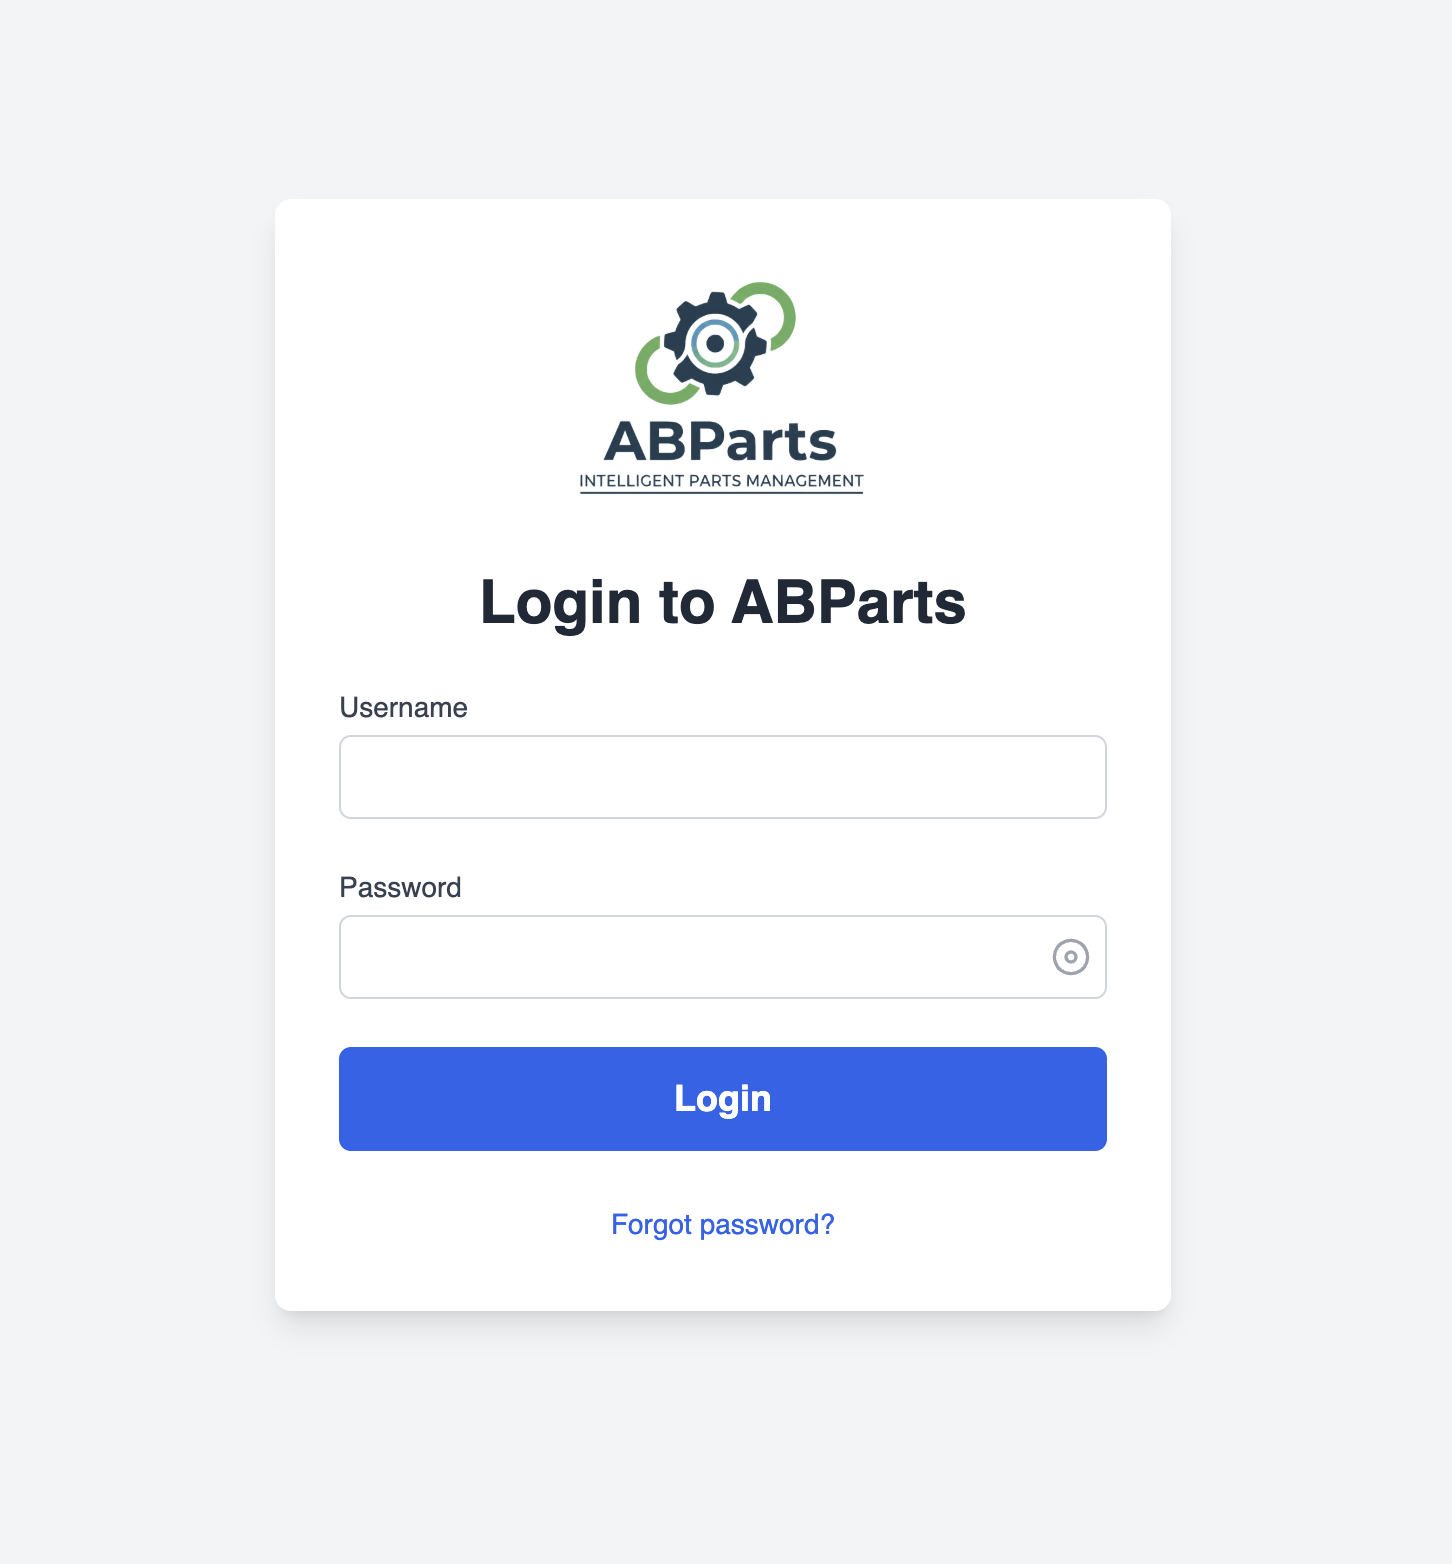 ABParts
INTELLIGENT PARTS MANAGEMENT
Login to ABParts
Username
Password
Login
Forgot password?